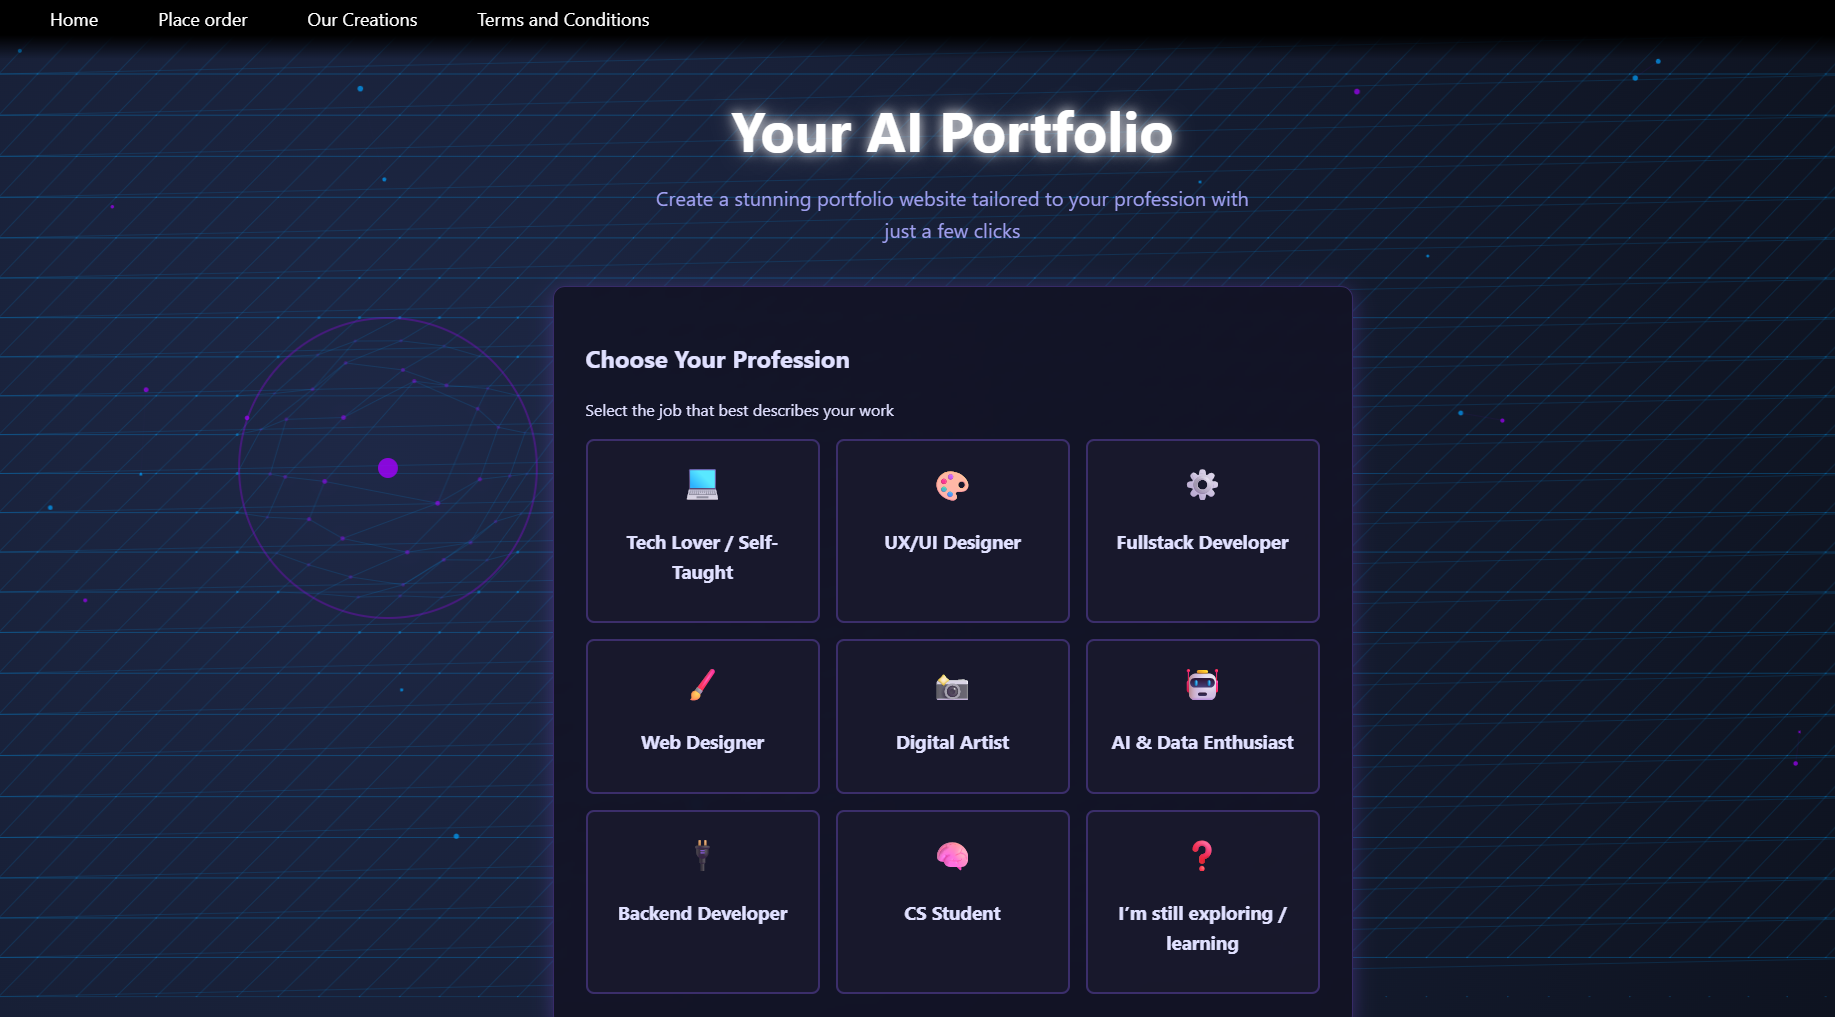 Home Place order Our Creations Terms and Conditions
Your AI Portfolio
Create a stunning portfolio website tailored to your profession with
just a few clicks
Choose Your Profession
Select the job that best describes your work
Tech Lover / Self-
Taught
UX/UI Designer
Fullstack Developer
Web Designer
Digital Artist
AI & Data Enthusiast
Backend Developer
CS Student
I’m still exploring /
learning